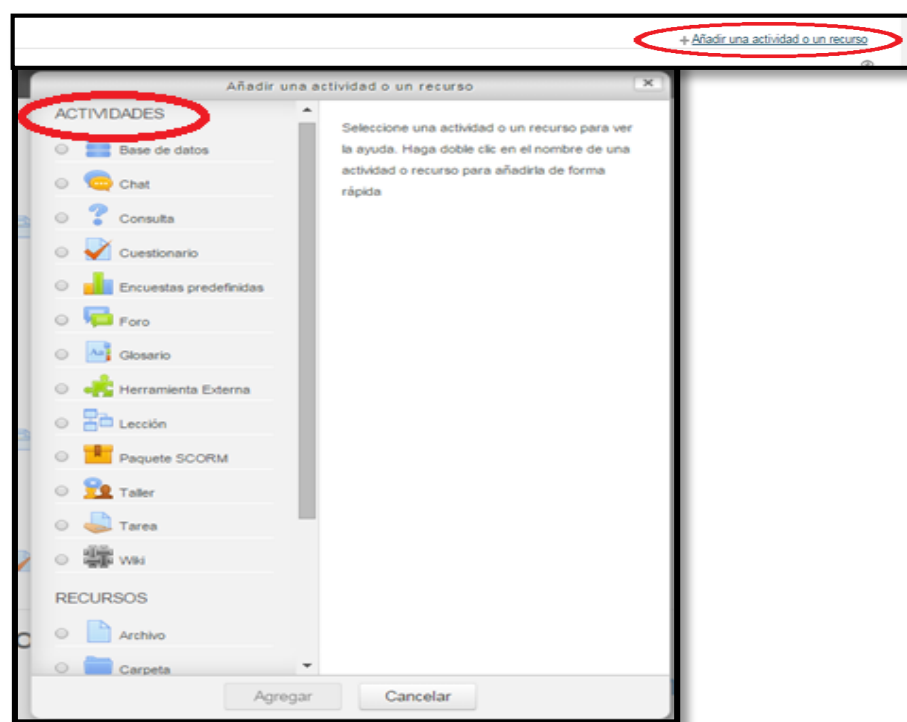 + Añadir una actividad o un recurso
Añadir una actividad o un recurso
ACTIVIDADES
Base de datos
Chat
Consulta
Cuestionario
Encuestas predefinidas
Foro
Glosario
Herramienta Externa
Lección
Paquete SCORM
Taller
Tarea
Wiki
RECURSOS
Archivo
Carpeta
Seleccione una actividad o un recurso para ver
la ayuda. Haga doble clic en el nombre de una
actividad o recurso para añadirla de forma
rápida
Agregar
Cancelar